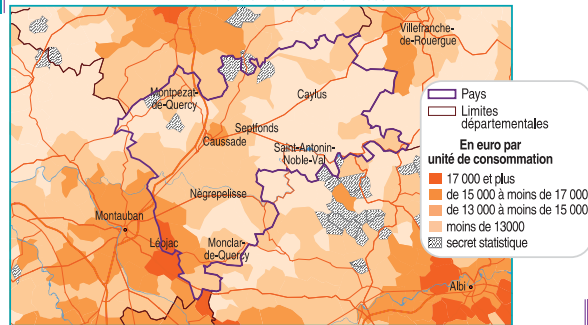 Villefranche-
de-Rouergue
Montpezat-
de-Quercy
Caylus
Septfonds
Caussade
Saint-Antonin-
Noble-Val
Nègrepelisse
Montauban
Léojac
Monclar-
de-Quercy
Albi
Pays
Limites
départementales
En euro par
unité de consommation
17 000 et plus
de 15 000 à moins de 17 000
de 13 000 à moins de 15 000
moins de 13000
secret statistique